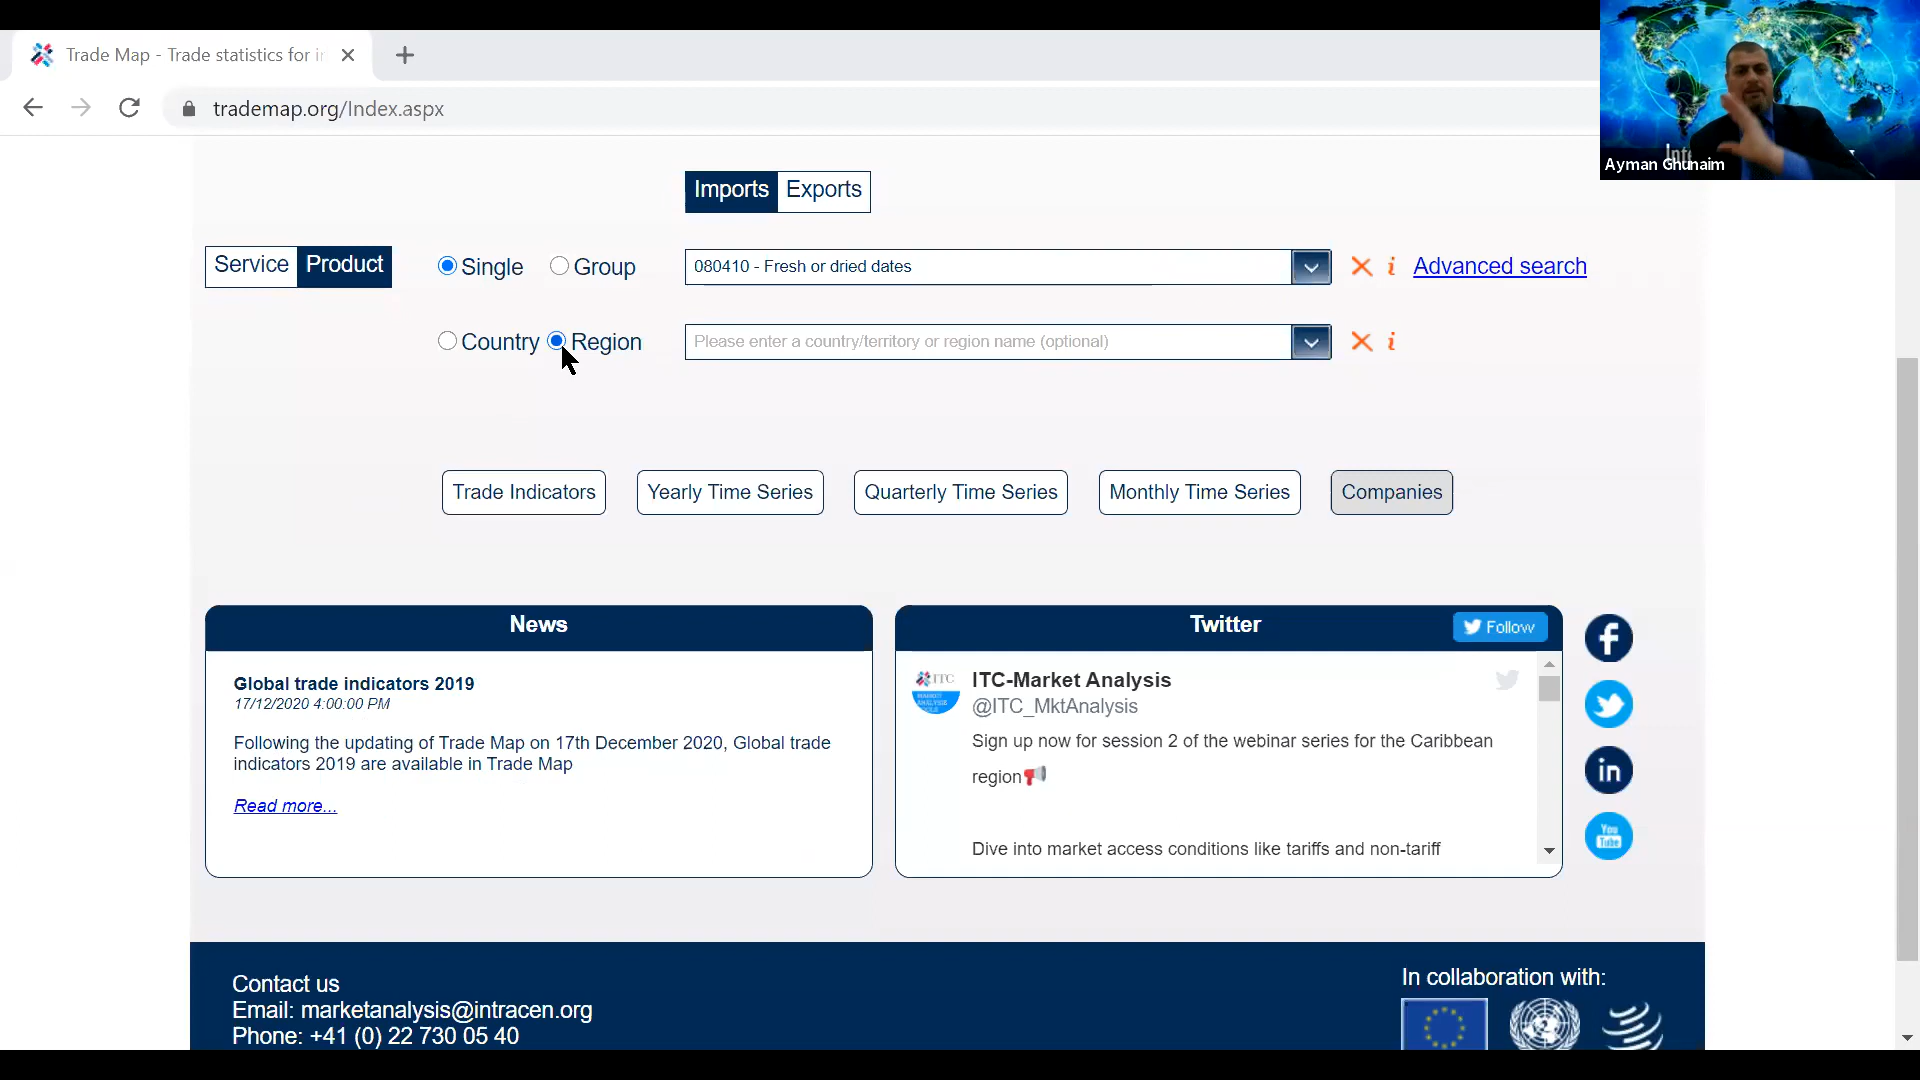 Trade Map - Trade statistics for
trademap.org/Index.aspx
Ayman Ghunaim
Imports Exports
Service Product
Single Group
080410 - Fresh or dried dates
Advanced search
Country Region
Please enter a country/territory or region name (optional)
Trade Indicators
Yearly Time Series
Quarterly Time Series
Monthly Time Series
Companies
News
Global trade indicators 2019
17/12/2020 4:00:00 PM
Following the updating of Trade Map on 17th December 2020, Global trade
indicators 2019 are available in Trade Map
Read more...
Twitter
Follow
ITC
MARKET
ANALYSIS
TOOLS
ITC-Market Analysis
@ITC_MktAnalysis
Sign up now for session 2 of the webinar series for the Caribbean
region
Dive into market access conditions like tariffs and non-tariff
You
Tube
Contact us
Email: marketanalysis@intracen.org
Phone: +41 (0) 22 730 05 40
In collaboration with: